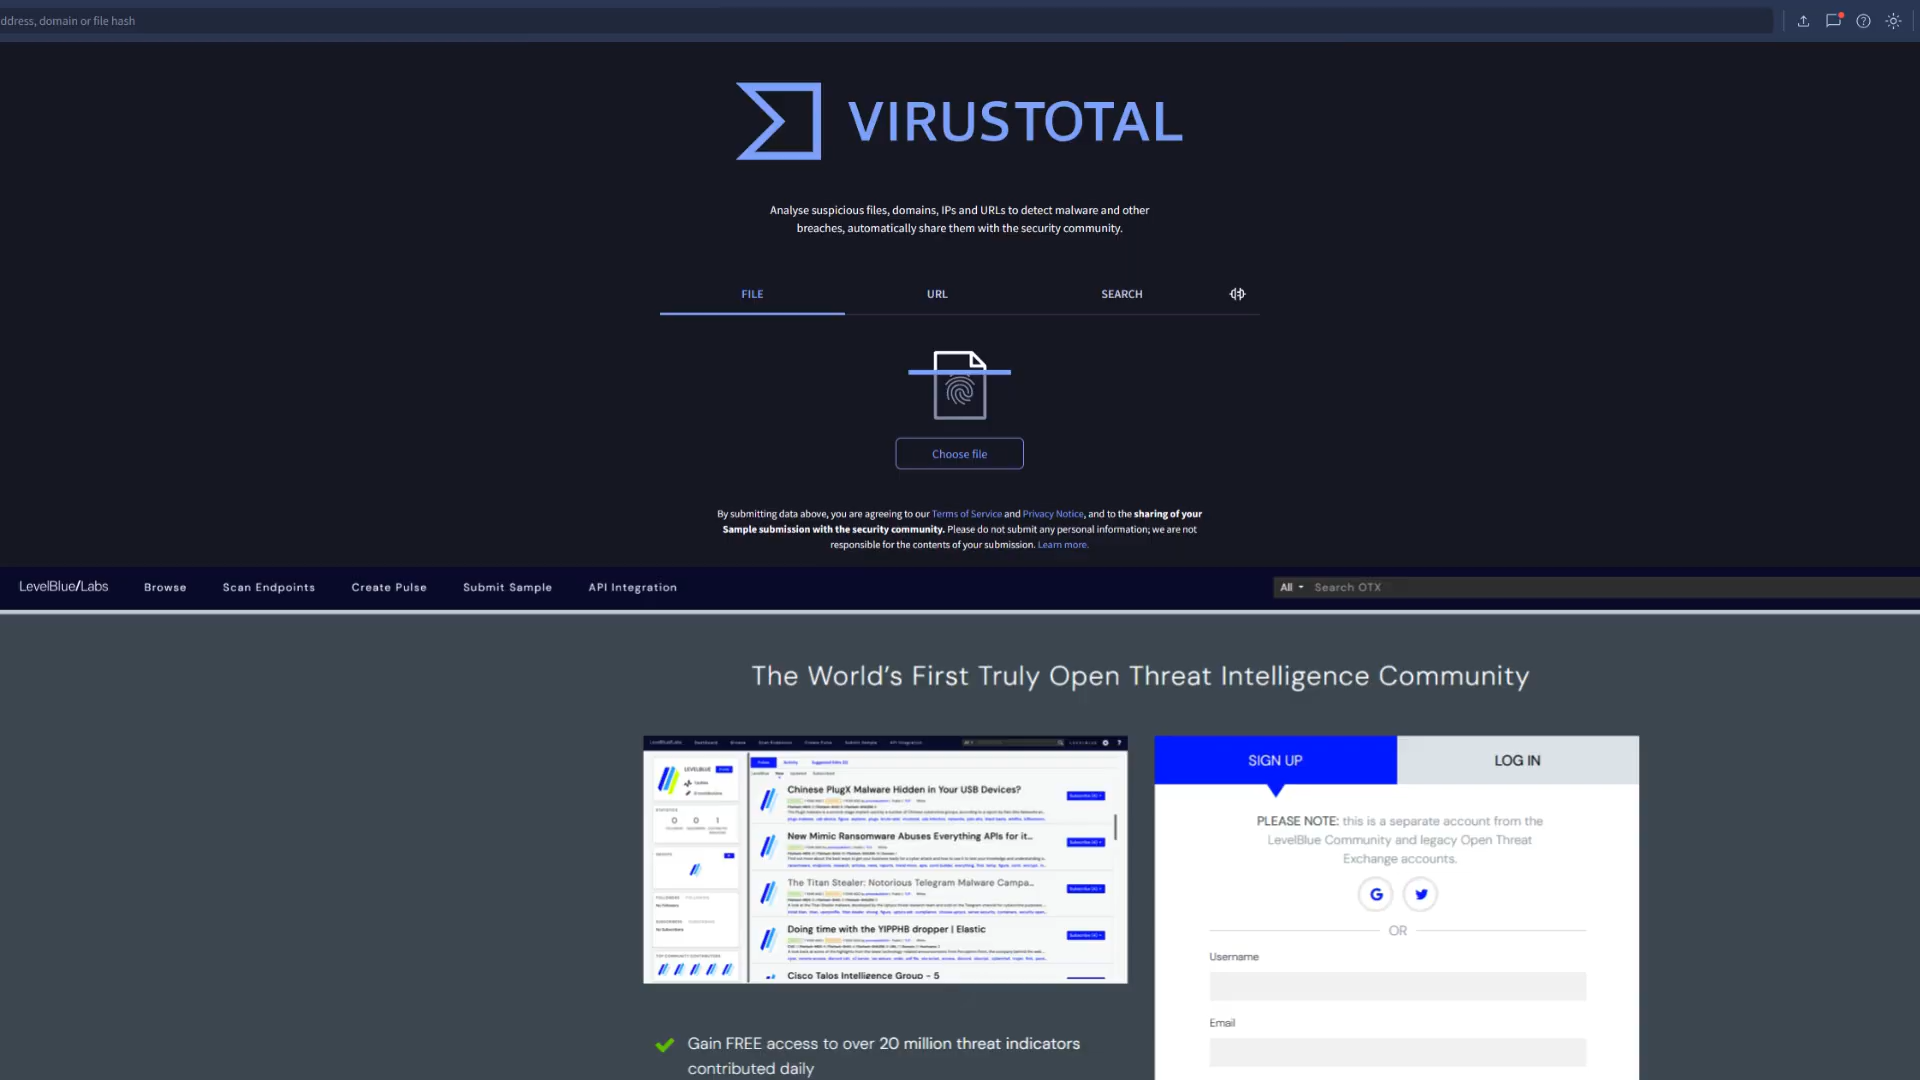 ddress, domain or file hash
VIRUSTOTAL
Analyse suspicious files, domains, IPs and URLs to detect malware and other
breaches, automatically share them with the security community.
FILE
URL
SEARCH
Choose file
By submitting data above, you are agreeing to our Terms of Service and Privacy Notice, and to the sharing of your
Sample submission with the security community. Please do not submit any personal information; we are not
responsible for the contents of your submission. Learn more.
LevelBlue/Labs
Browse
Scan Endpoints
Create Pulse
Submit Sample
API Integration
All
Search OTX
The World's First Truly Open Threat Intelligence Community
LEVELBLUE
Chinese PlugX Malware Hidden in Your USB Devices?
New Mimic Ransomware Abuses Everything APIs for it...
The Titan Stealer: Notorious Telegram Malware Campa...
Doing time with the YIPPHB dropper | Elastic
Cisco Talos Intelligence Group - 5
SIGN UP
LOG IN
PLEASE NOTE: this is a separate account from the
LevelBlue Community and legacy Open Threat
Exchange accounts.
OR
Username
Email
Gain FREE access to over 20 million threat indicators
contributed daily